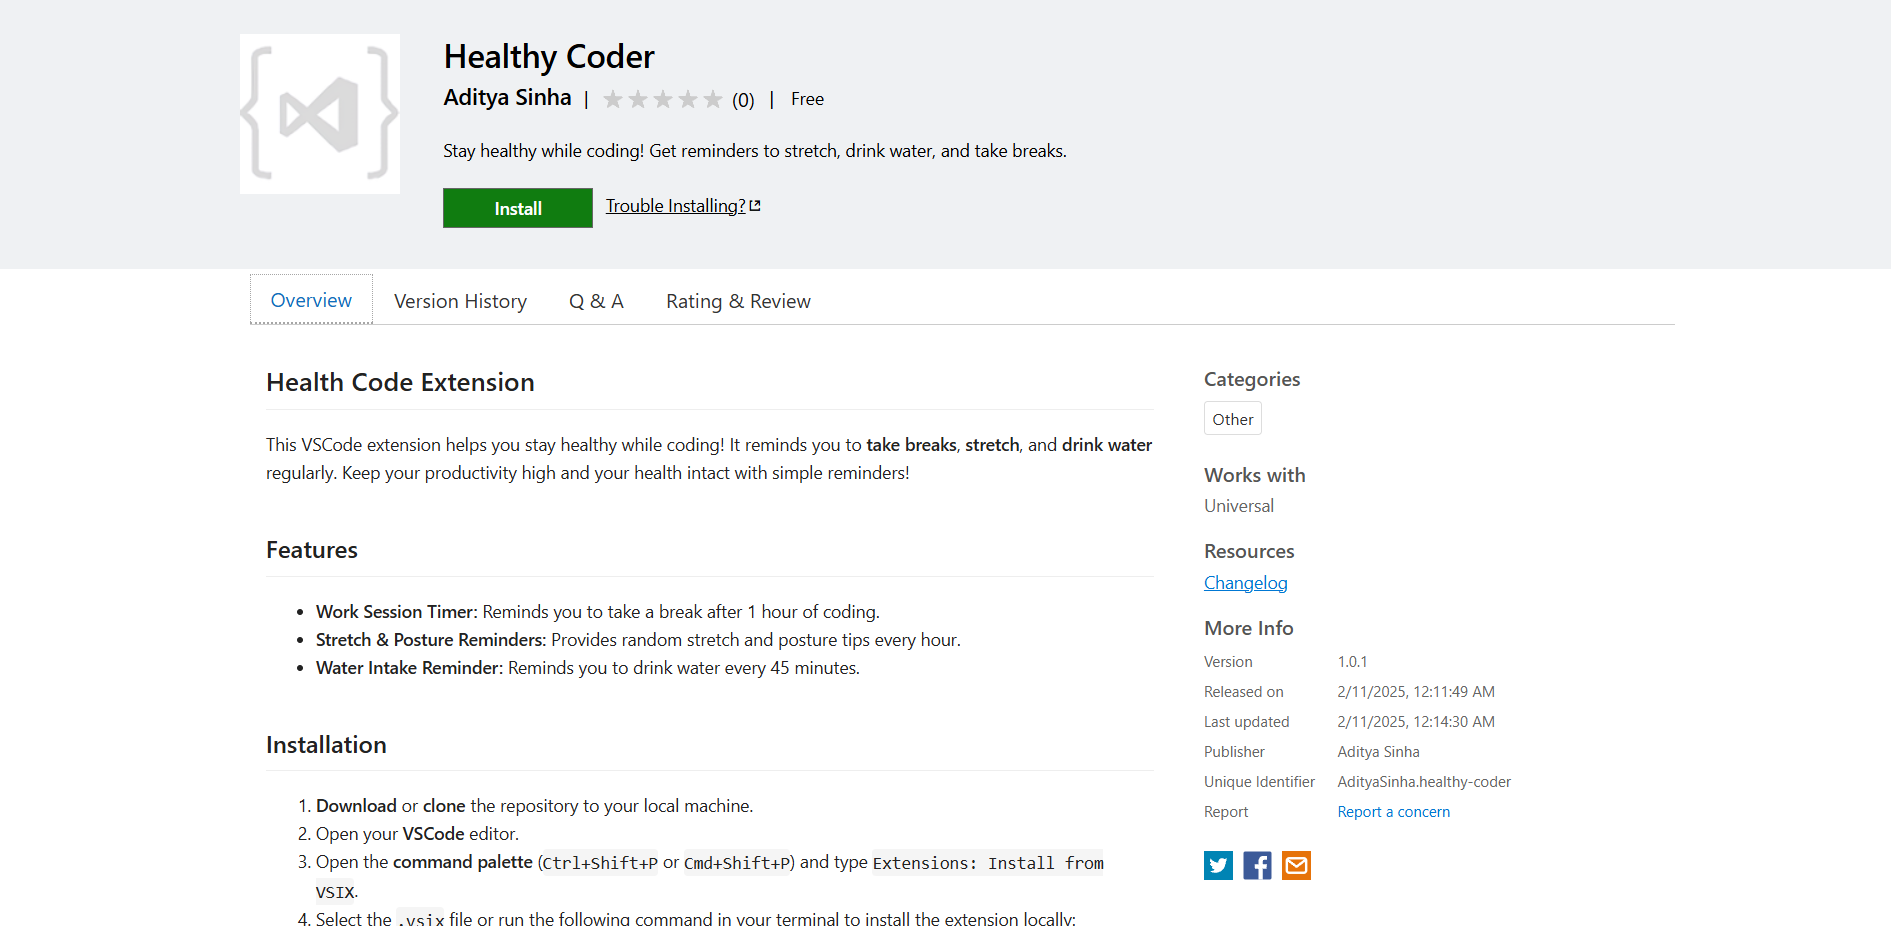 Healthy Coder
Aditya Sinha | (0) | Free
Stay healthy while coding! Get reminders to stretch, drink water, and take breaks.
Install Trouble Installing?
Overview Version History Q & A Rating & Review
Health Code Extension
This VSCode extension helps you stay healthy while coding! It reminds you to take breaks, stretch, and drink water
regularly. Keep your productivity high and your health intact with simple reminders!
Features
• Work Session Timer: Reminds you to take a break after 1 hour of coding.
• Stretch & Posture Reminders: Provides random stretch and posture tips every hour.
• Water Intake Reminder: Reminds you to drink water every 45 minutes.
Installation
1. Download or clone the repository to your local machine.
2. Open your VSCode editor.
3. Open the command palette (Ctrl+Shift+P or Cmd+Shift+P) and type Extensions: Install from
VSIX.
4. Select the .vsix file or run the following command in your terminal to install the extension locally:
Categories
Other
Works with
Universal
Resources
Changelog
More Info
Version 1.0.1
Released on 2/11/2025, 12:11:49 AM
Last updated 2/11/2025, 12:14:30 AM
Publisher Aditya Sinha
Unique Identifier AdityaSinha.healthy-coder
Report Report a concern